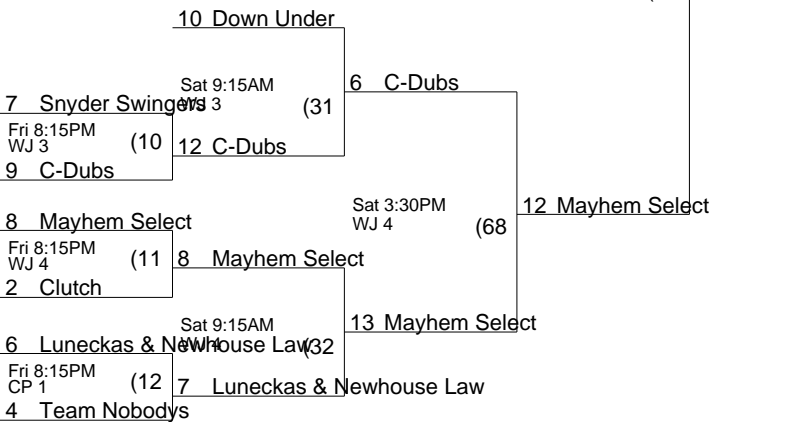 10 Down Under
Sat 9:15AM
WJ 3
(31
6 C-Dubs
7 Snyder Swingers
Fri 8:15PM
WJ 3
(10
12 C-Dubs
9 C-Dubs
Sat 3:30PM
WJ 4
(68
12 Mayhem Select
8 Mayhem Select
Fri 8:15PM
WJ 4
(11
8 Mayhem Select
2 Clutch
Sat 9:15AM
WJ 4
(32
13 Mayhem Select
6 Luneckas & Newhouse Law
Fri 8:15PM
CP 1
(12
7 Luneckas & Newhouse Law
4 Team Nobodys